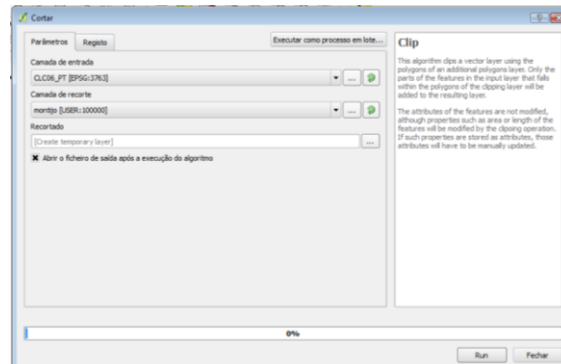 Cortar
Parâmetros
Registo
Executar como processo em lote...
Camada de entrada
CLC06_PT [EPSG:3763]
...
Camada de recorte
montijo [USER:100000]
...
Recortado
[Create temporary layer]
...
Abrir o ficheiro de saída após a execução do algoritmo
Clip
This algorithm clips a vector layer using the
polygons of an additional polygons layer. Only the
parts of the features in the input layer that falls
within the polygons of the clipping layer will be
added to the resulting layer.
The attributes of the features are not modified,
although properties such as area or length of the
features will be modified by the clipping operation.
If such properties are stored as attributes, those
attributes will have to be manually updated.
0%
Run
Fechar